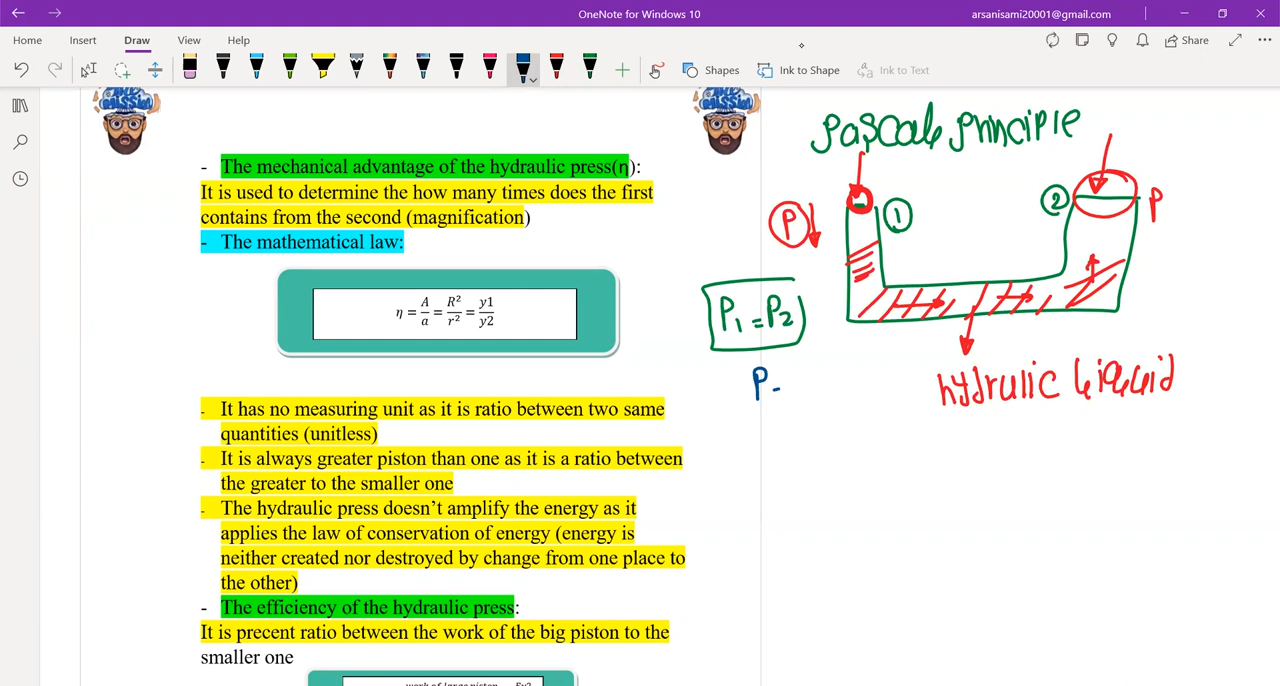 OneNote for Windows 10
arsanisami20001@gmail.com
Home Insert Draw View Help
Share
Shapes Ink to Shape Ink to Text
- The mechanical advantage of the hydraulic press(η):
It is used to determine the how many times does the first
contains from the second (magnification)
- The mathematical law:
η = A/a = R²/r² = y1/y2
- It has no measuring unit as it is ratio between two same
quantities (unitless)
- It is always greater piston than one as it is a ratio between
the greater to the smaller one
- The hydraulic press doesn't amplify the energy as it
applies the law of conservation of energy (energy is
neither created nor destroyed by change from one place to
the other)
- The efficiency of the hydraulic press:
It is precent ratio between the work of the big piston to the
smaller one
work of large piston
principle
P 1 2 P
P₁ = P₂
P -
hydrulic liquid